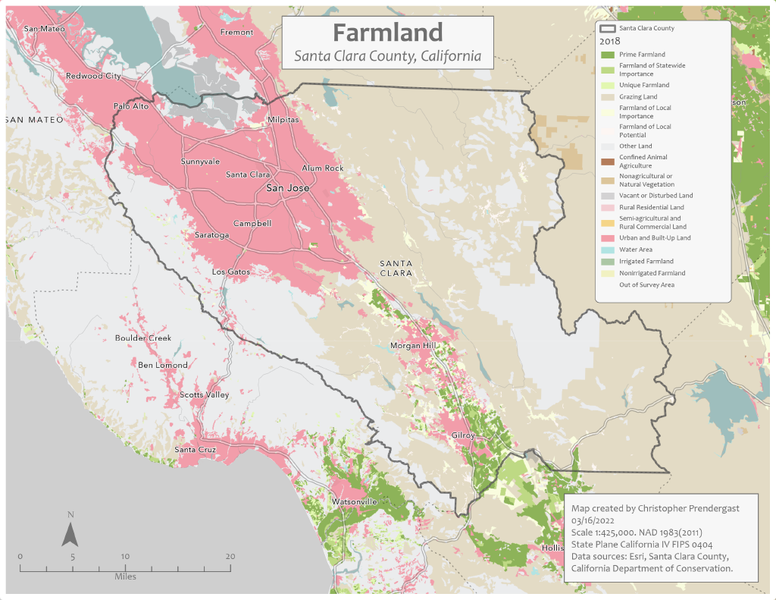 Farmland
Santa Clara County, California
San Mateo
Fremont
Redwood City
Palo Alto
SAN MATEO
Milpitas
Sunnyvale
Santa Clara
Alum Rock
San Jose
Campbell
Saratoga
SANTA
CLARA
Los Gatos
Boulder Creek
Morgan Hill
Ben Lomond
Scotts Valley
Gilroy
Santa Cruz
Watsonville
Hollis
son
Santa Clara County
2018
Prime Farmland
Farmland of Statewide
Importance
Unique Farmland
Grazing Land
Farmland of Local
Importance
Farmland of Local
Potential
Other Land
Confined Animal
Agriculture
Nonagricultural or
Natural Vegetation
Vacant or Disturbed Land
Rural Residential Land
Semi-agricultural and
Rural Commercial Land
Urban and Built-Up Land
Water Area
Irrigated Farmland
Nonirrigated Farmland
Out of Survey Area
N
0 5 10 20
Miles
Map created by Christopher Prendergast
03/16/2022
Scale 1:425,000. NAD 1983(2011)
State Plane California IV FIPS 0404
Data sources: Esri, Santa Clara County,
California Department of Conservation.